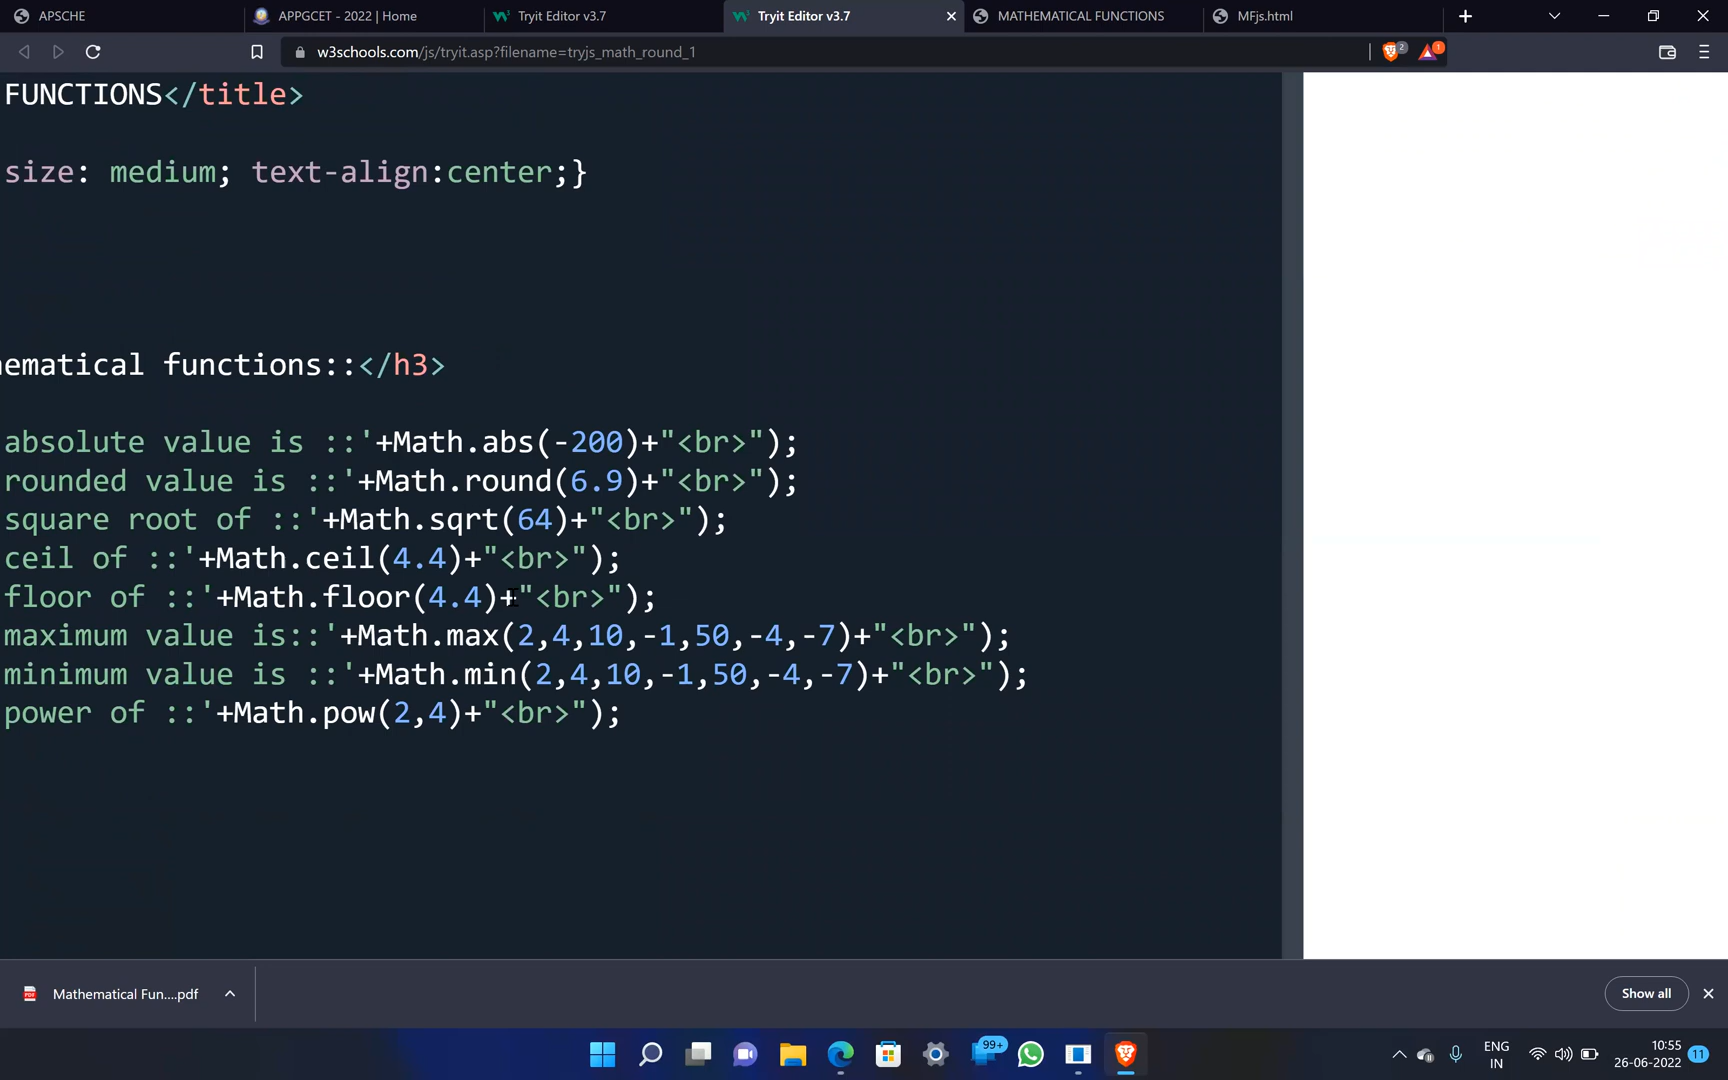 APSCHE
APPGCET - 2022 | Home
Tryit Editor v3.7
Tryit Editor v3.7
MATHEMATICAL FUNCTIONS
MFjs.html
w3schools.com/js/tryit.asp?filename=tryjs_math_round_1
2
1
FUNCTIONS</title>
size: medium; text-align:center;}
ematical functions::</h3>
absolute value is ::'+Math.abs(-200)+"<br>");
rounded value is ::'+Math.round(6.9)+"<br>");
square root of ::'+Math.sqrt(64)+"<br>");
ceil of ::'+Math.ceil(4.4)+"<br>");
floor of ::'+Math.floor(4.4)+"<br>");
maximum value is::'+Math.max(2,4,10,-1,50,-4,-7)+"<br>");
minimum value is ::'+Math.min(2,4,10,-1,50,-4,-7)+"<br>");
power of ::'+Math.pow(2,4)+"<br>");
PDF
Mathematical Fun....pdf
Show all
99+
ENG
IN
10:55
26-06-2022
11